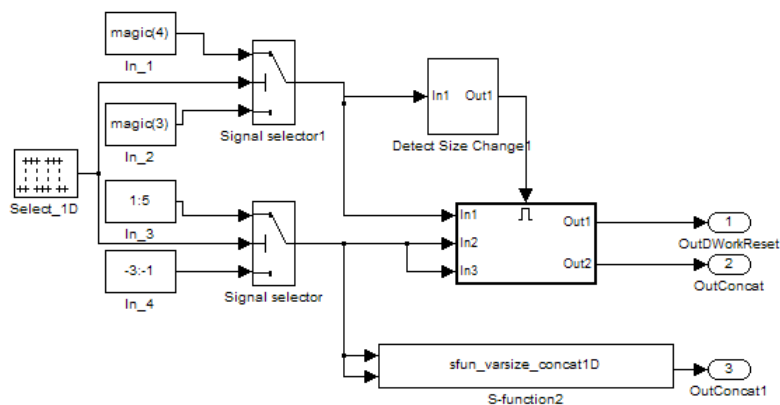 magic(4)
In_1
magic(3)
In_2
Signal selector1
In1
Out1
Detect Size Change1
Select_1D
1:5
In_3
-3:-1
In_4
Signal selector
In1
In2
In3
Out1
Out2
1
OutDWorkReset
2
OutConcat
sfun_varsize_concat1D
S-function2
3
OutConcat1